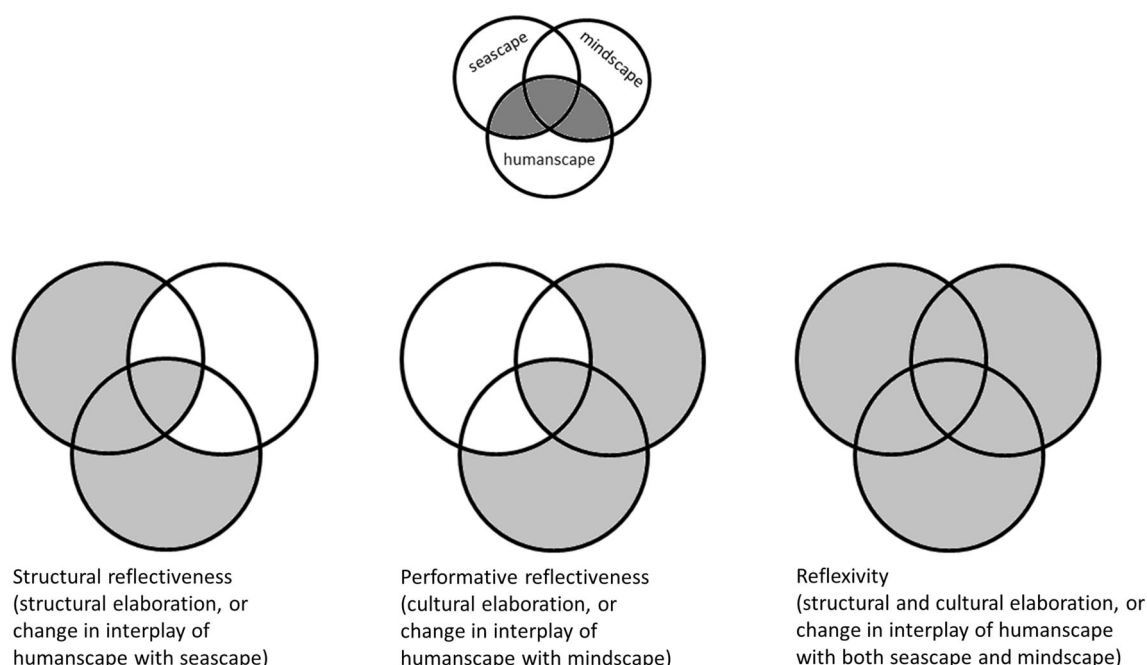 seascape
mindscape
humanscape
Structural reflectiveness
(structural elaboration, or
change in interplay of
humanscape with seascape)
Performative reflectiveness
(cultural elaboration, or
change in interplay of
humanscape with mindscape)
Reflexivity
(structural and cultural elaboration, or
change in interplay of humanscape
with both seascape and mindscape)